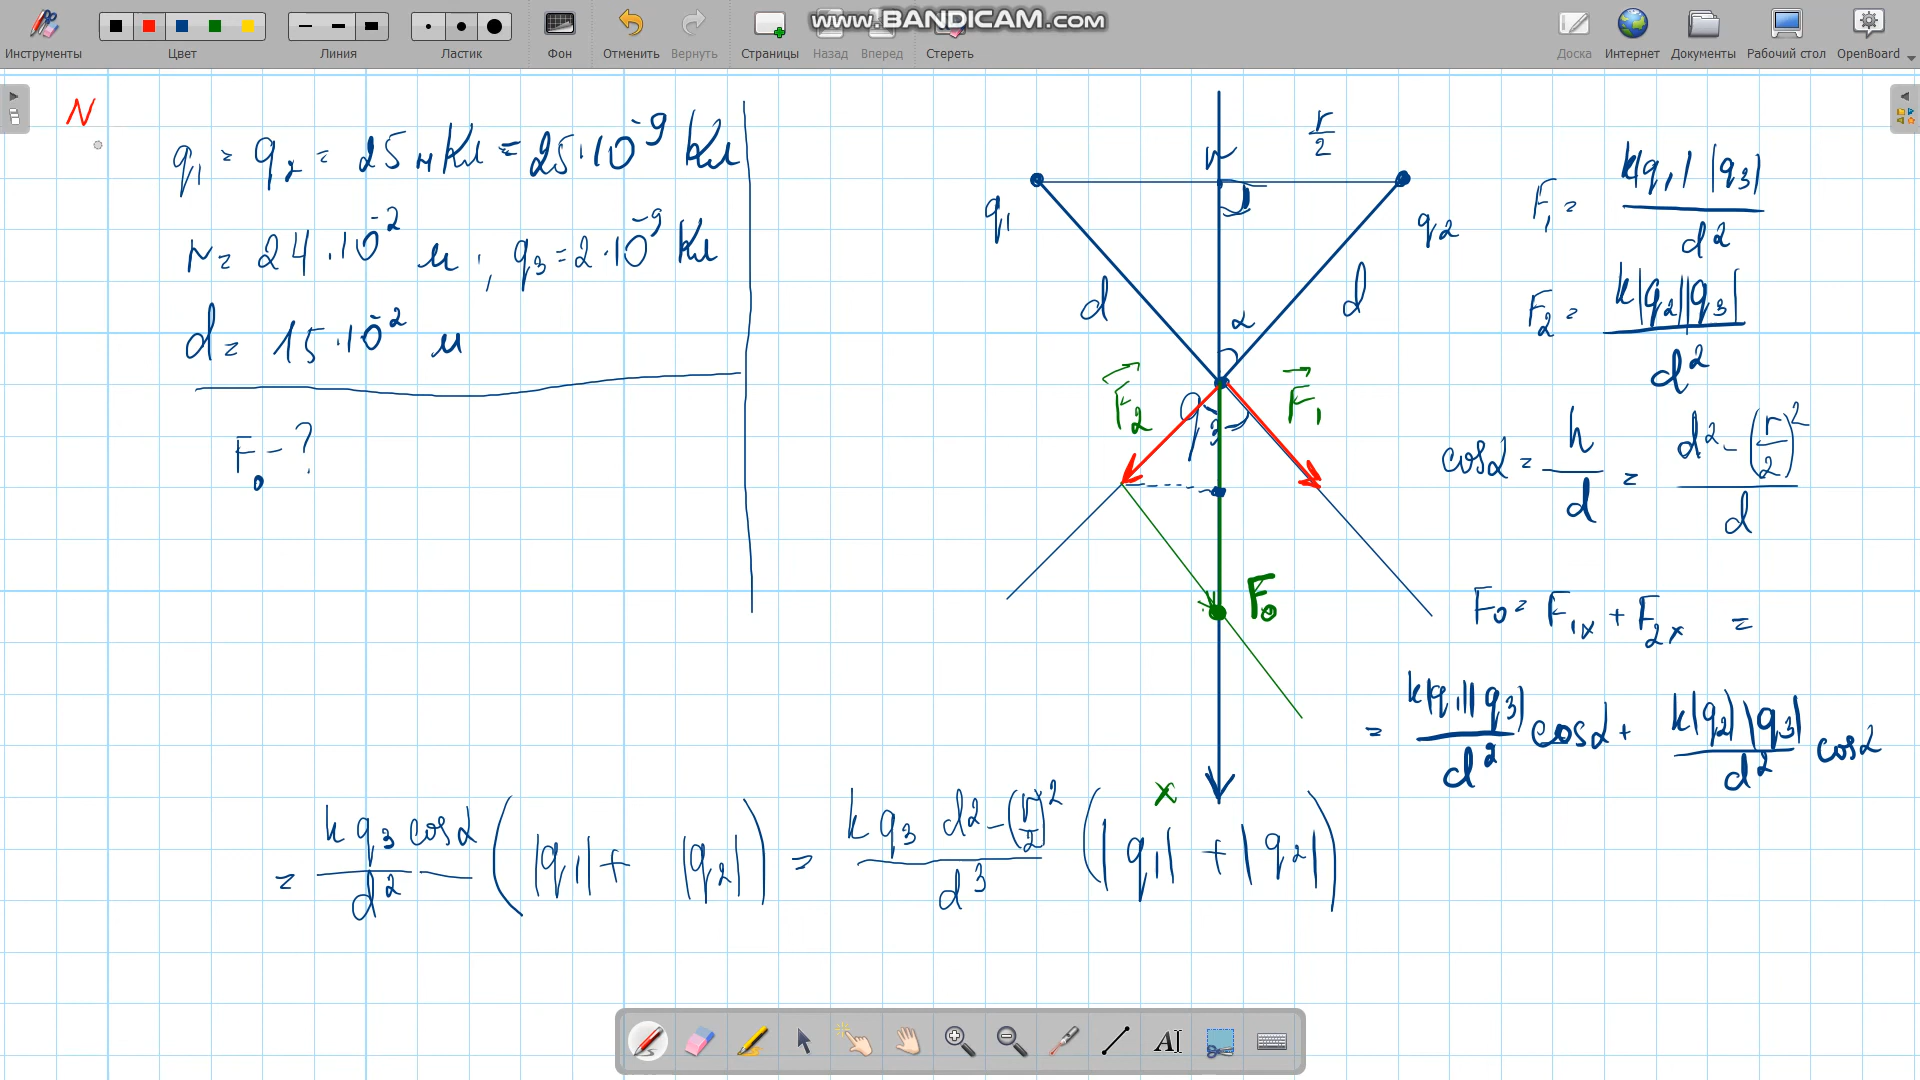 www.BANDICAM.com
Инструменты Цвет Линия Ластик Фон Отменить Вернуть Страницы Назад Вперед Стереть Доска Интернет Документы Рабочий стол OpenBoard
N
q₁ = q₂ = 25 нКл = 25·10⁻⁹ Кл
r = 24·10⁻² м ; q₃ = 2·10⁻⁹ Кл
d = 15·10⁻² м
F₀ - ?
r
r/2
q₁
q₂
d
d
α
F₂
q₃
F₁
F₀
x
F₁ = k|q₁| |q₃| / d²
F₂ = k|q₂||q₃| / d²
cosα = h/d = d² - (r/2)² / d
F₀ = F₁ₓ + F₂ₓ =
= k|q₁||q₃| / d² cosα + k|q₂||q₃| / d² cosα
= k q₃ cosα / d² (|q₁| + |q₂|) = k q₃ d² - (r/2)² / d³ (|q₁| + |q₂|)